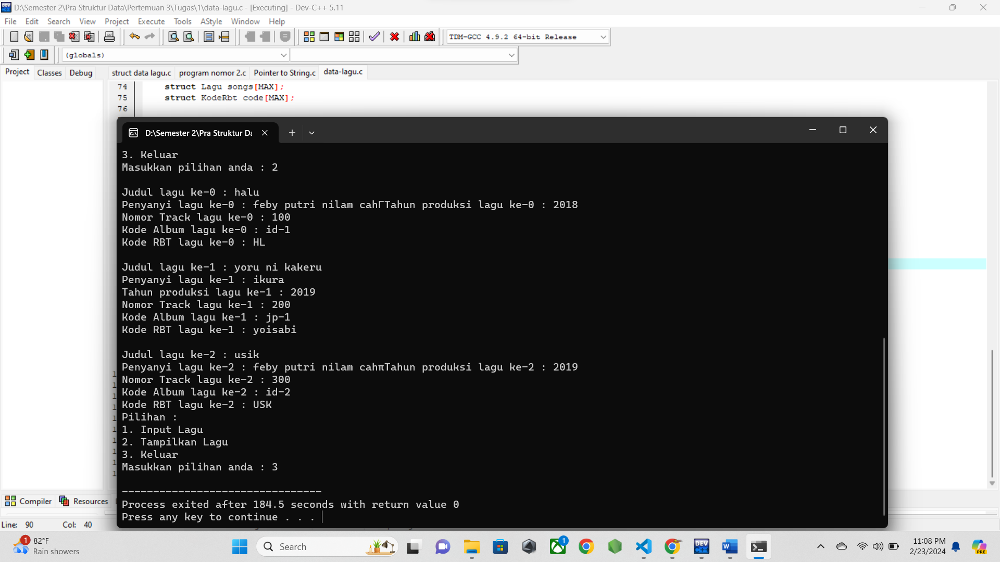 D:\Semester 2\Pra Struktur Data\Pertemuan 3\Tugas\1\data-lagu.c - [Executing] - Dev-C++ 5.11
File Edit Search View Project Execute Tools AStyle Window Help
TDM-GCC 4.9.2 64-bit Release
(globals)
Project Classes Debug struct data lagu.c program nomor 2.c Pointer to String.c data-lagu.c
74 struct Lagu songs[MAX];
75 struct KodeRbt code[MAX];
76
D:\Semester 2\Pra Struktur Da
3. Keluar
Masukkan pilihan anda : 2
Judul lagu ke-0 : halu
Penyanyi lagu ke-0 : feby putri nilam cahΓTahun produksi lagu ke-0 : 2018
Nomor Track lagu ke-0 : 100
Kode Album lagu ke-0 : id-1
Kode RBT lagu ke-0 : HL
Judul lagu ke-1 : yoru ni kakeru
Penyanyi lagu ke-1 : ikura
Tahun produksi lagu ke-1 : 2019
Nomor Track lagu ke-1 : 200
Kode Album lagu ke-1 : jp-1
Kode RBT lagu ke-1 : yoisabi
Judul lagu ke-2 : usik
Penyanyi lagu ke-2 : feby putri nilam cahπTahun produksi lagu ke-2 : 2019
Nomor Track lagu ke-2 : 300
Kode Album lagu ke-2 : id-2
Kode RBT lagu ke-2 : USK
Pilihan :
1. Input Lagu
2. Tampilkan Lagu
3. Keluar
Masukkan pilihan anda : 3
--------------------------------
Process exited after 184.5 seconds with return value 0
Press any key to continue . . .
Compiler Resources
Line: 90 Col: 40
1 82°F
Rain showers
Search
1
DEV C++
PRE
11:08 PM
2/23/2024